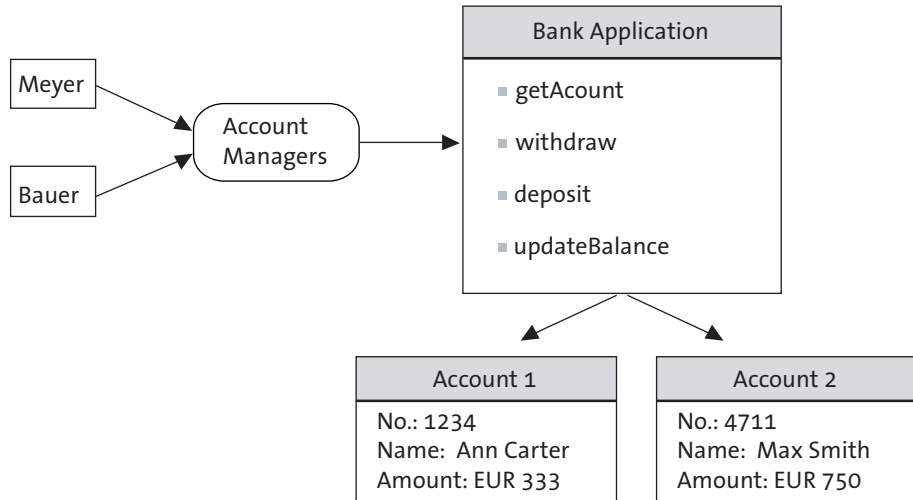 Bank Application
Meyer
Bauer
Account
Managers
getAcount
withdraw
deposit
updateBalance
Account 1
No.: 1234
Name: Ann Carter
Amount: EUR 333
Account 2
No.: 4711
Name: Max Smith
Amount: EUR 750